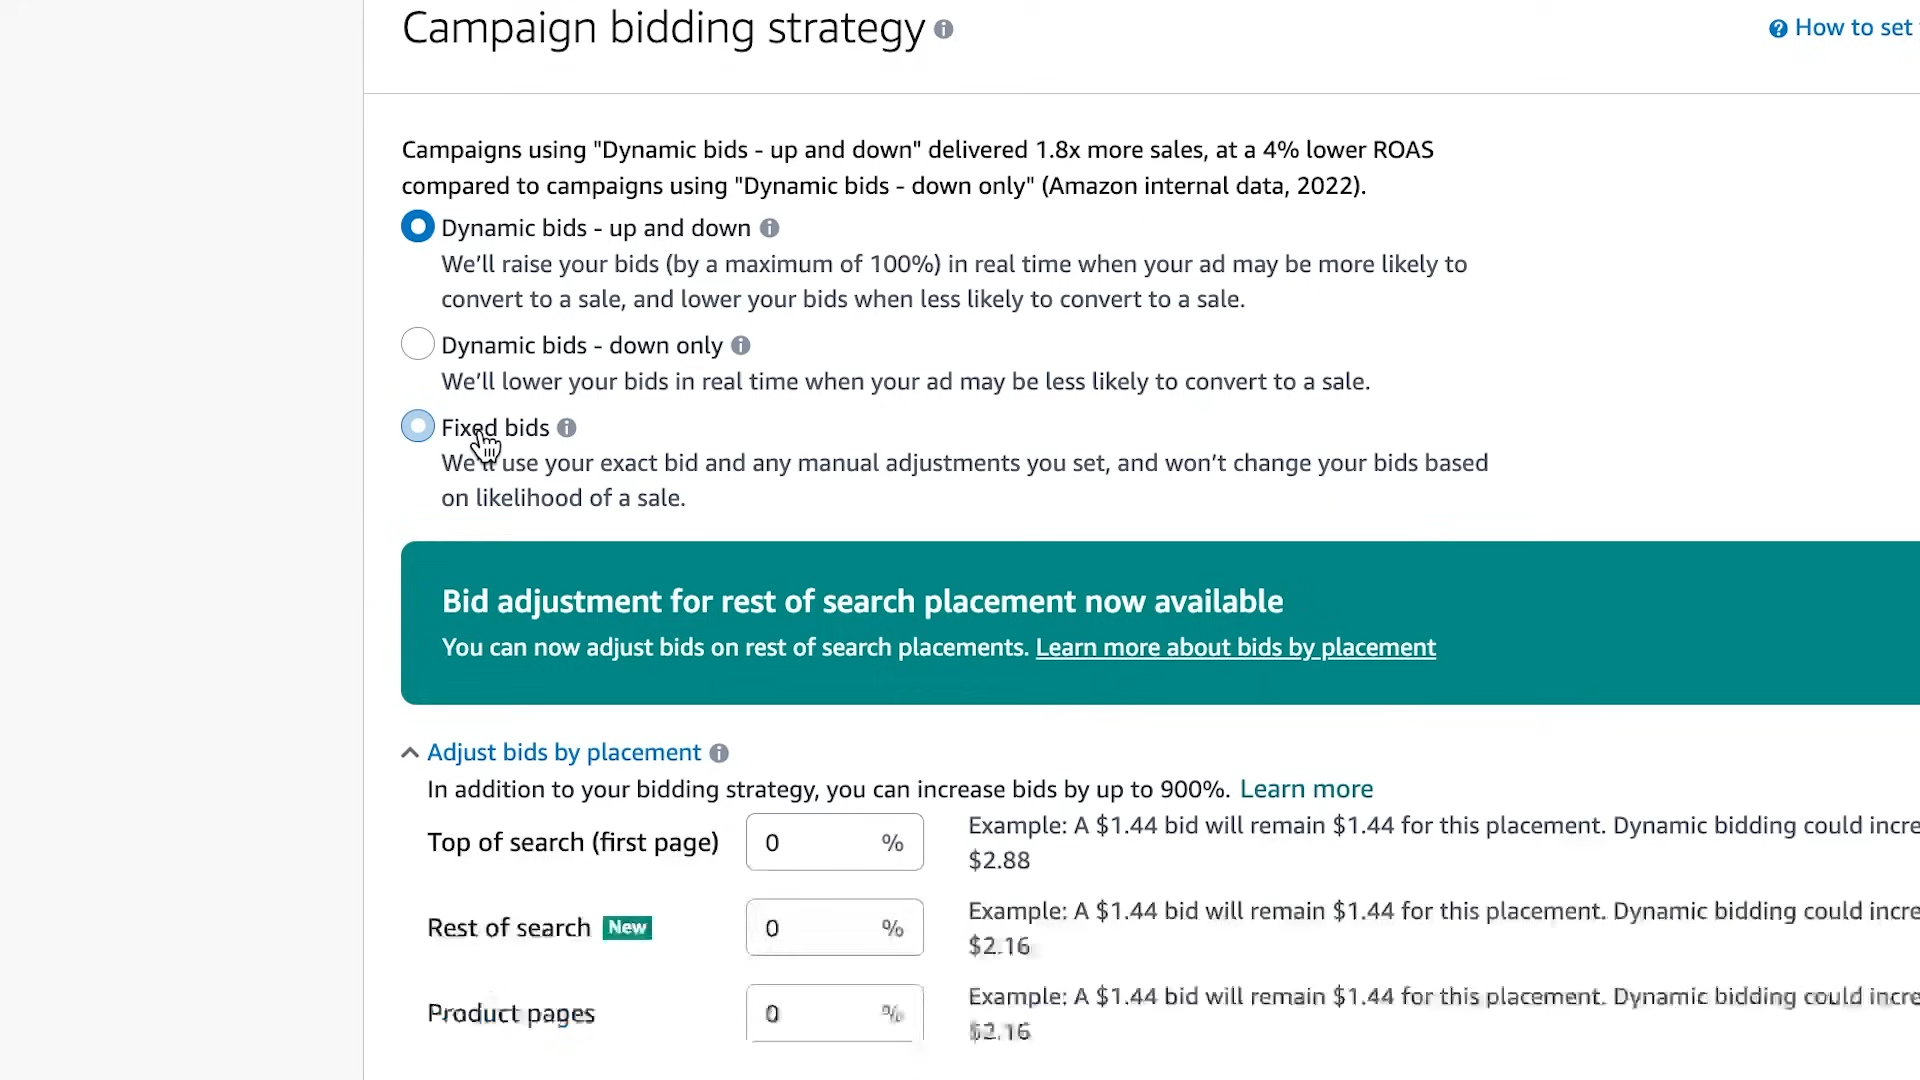 Campaign bidding strategy
How to set
Campaigns using "Dynamic bids - up and down" delivered 1.8x more sales, at a 4% lower ROAS
compared to campaigns using "Dynamic bids - down only" (Amazon internal data, 2022).
Dynamic bids - up and down
We'll raise your bids (by a maximum of 100%) in real time when your ad may be more likely to
convert to a sale, and lower your bids when less likely to convert to a sale.
Dynamic bids - down only
We'll lower your bids in real time when your ad may be less likely to convert to a sale.
Fixed bids
We'll use your exact bid and any manual adjustments you set, and won't change your bids based
on likelihood of a sale.
Bid adjustment for rest of search placement now available
You can now adjust bids on rest of search placements. Learn more about bids by placement
Adjust bids by placement
In addition to your bidding strategy, you can increase bids by up to 900%. Learn more
Top of search (first page) 0 % Example: A $1.44 bid will remain $1.44 for this placement. Dynamic bidding could incre
$2.88
Rest of search New 0 % Example: A $1.44 bid will remain $1.44 for this placement. Dynamic bidding could incre
$2.16
Product pages 0 % Example: A $1.44 bid will remain $1.44 for this placement. Dynamic bidding could incre
$2.16